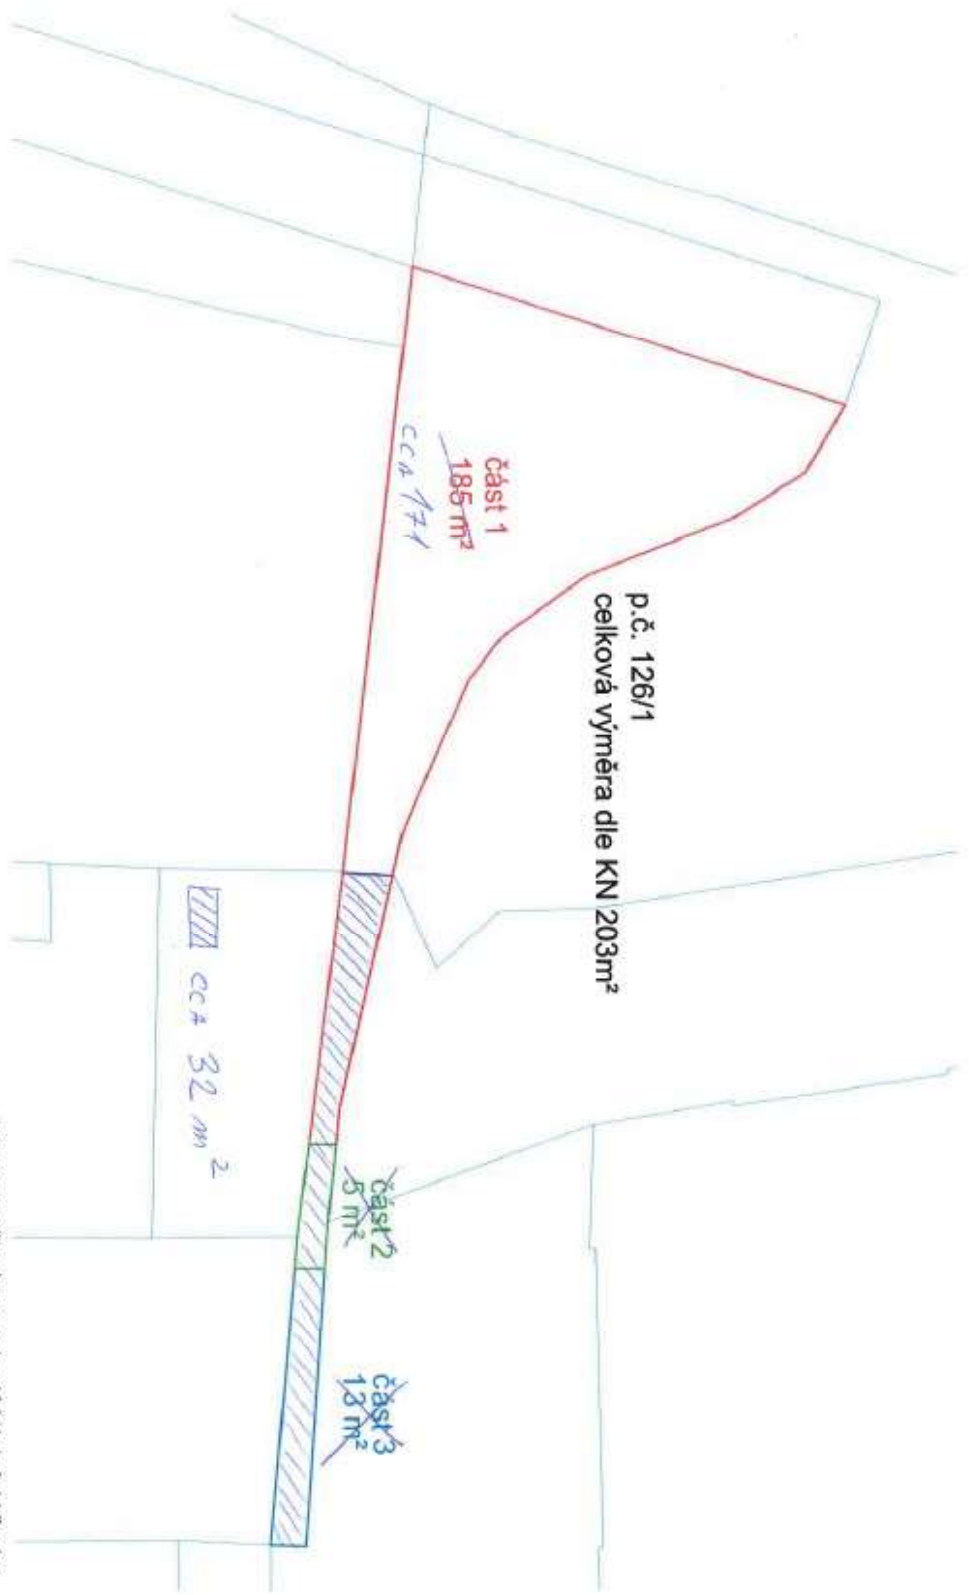 p.č. 126/1
celková výměra dle KN 203m²
část 1
185 m²
CCA 171
část 2
5 m²
část 3
13 m²
CCA 32 m²